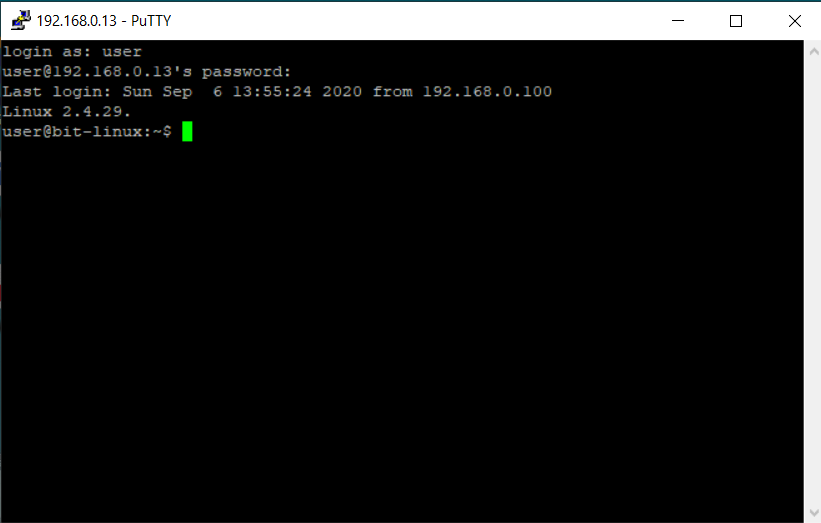 192.168.0.13 - PuTTY
login as: user
user@192.168.0.13's password:
Last login: Sun Sep  6 13:55:24 2020 from 192.168.0.100
Linux 2.4.29.
user@bit-linux:~$